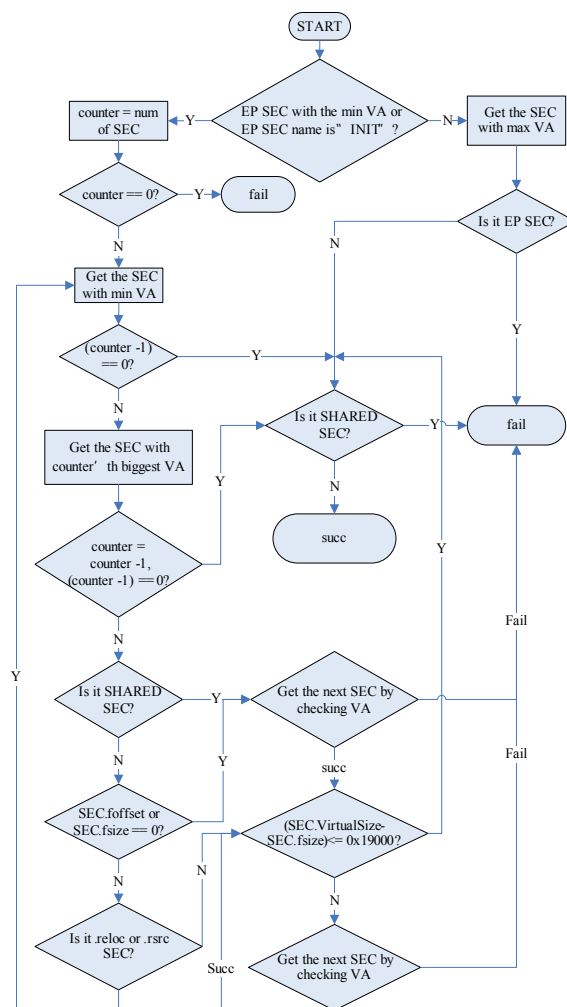 START
EP SEC with the min VA or
EP SEC name is" INIT" ?
Y
N
counter = num
of SEC
Get the SEC
with max VA
counter == 0?
Y
fail
N
Is it EP SEC?
N
Y
Get the SEC
with min VA
(counter -1)
== 0?
Y
N
Is it SHARED
SEC?
Y
fail
N
succ
Get the SEC with
counter' th biggest VA
Y
counter =
counter -1,
(counter -1) ==0?
Y
N
Fail
Y
Is it SHARED
SEC?
Y
Get the next SEC by
checking VA
N
Y
succ
Fail
SEC.foffset or
SEC.fsize == 0?
(SEC.VirtualSize-
SEC.fsize)<= 0x19000?
N
N
N
Is it .reloc or .rsrc
SEC?
Succ
Get the next SEC by
checking VA